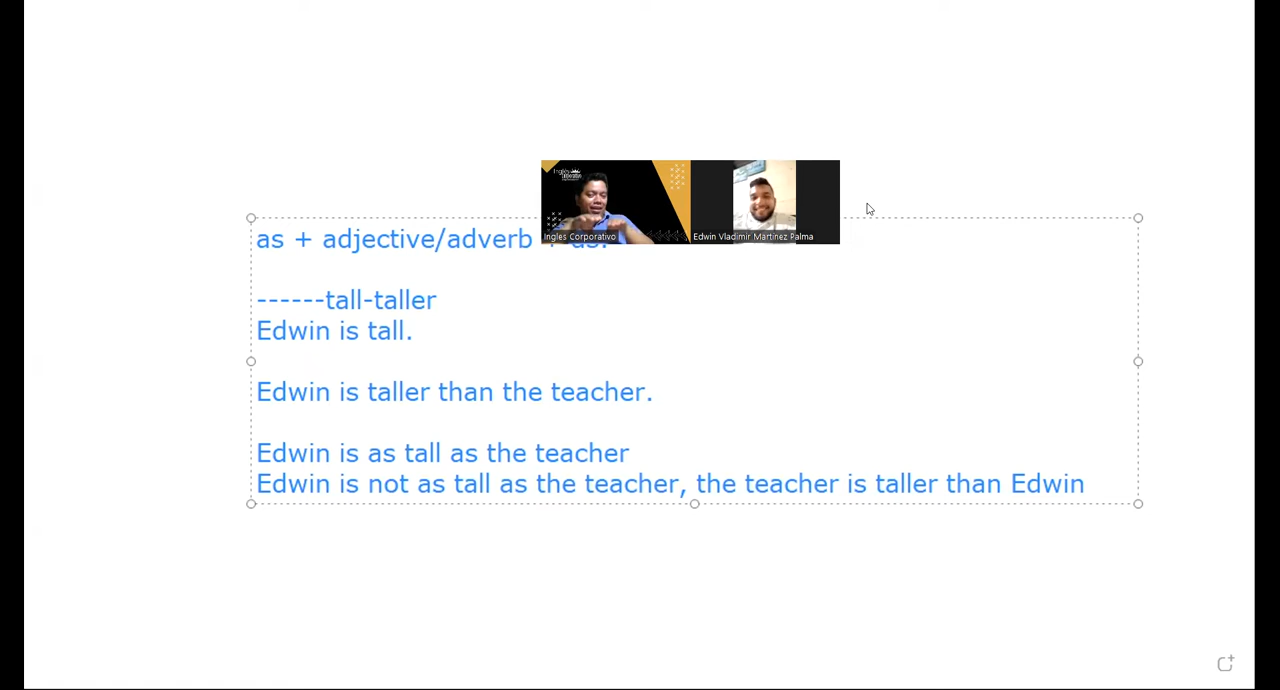 Ingles Corporativo
Edwin Vladimir Martinez Palma
as + adjective/adverb + as.
------tall-taller
Edwin is tall.
Edwin is taller than the teacher.
Edwin is as tall as the teacher
Edwin is not as tall as the teacher, the teacher is taller than Edwin